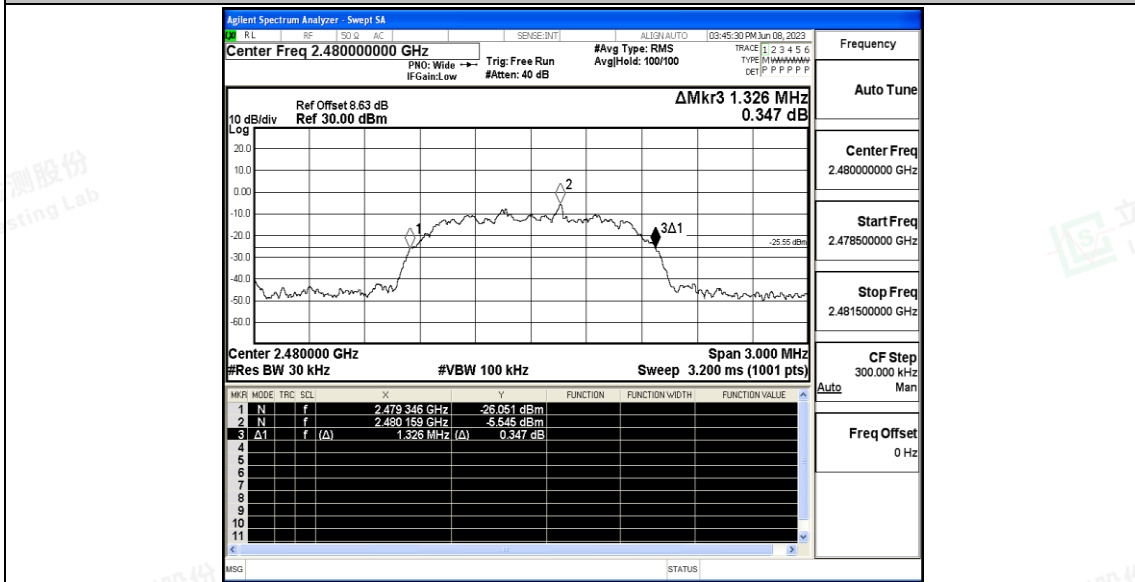 Agilent Spectrum Analyzer - Swept SA
RL RF 50 Ω AC SENSE:INT ALIGN AUTO 03:45:30 PM Jun 08, 2023
Center Freq 2.480000000 GHz
PNO: Wide
IFGain:Low
Trig: Free Run
#Atten: 40 dB
#Avg Type: RMS
Avg|Hold: 100/100
TRACE 1 2 3 4 5 6
TYPE M
DET P P P P P P
Ref Offset 8.63 dB
Ref 30.00 dBm
10 dB/div
Log
ΔMkr3 1.326 MHz
0.347 dB
20.0
10.0
0.00
-10.0
-20.0
-30.0
-40.0
-50.0
-60.0
1
2
3Δ1
-25.55 dBm
Center 2.480000 GHz Span 3.000 MHz
#Res BW 30 kHz #VBW 100 kHz Sweep 3.200 ms (1001 pts)
MKR MODE TRC SCL X Y FUNCTION FUNCTION WIDTH FUNCTION VALUE
1 N f 2.479 346 GHz -26.051 dBm
2 N f 2.480 159 GHz -5.545 dBm
3 Δ1 f (Δ) 1.326 MHz (Δ) 0.347 dB
4
5
6
7
8
9
10
11
MSG STATUS
Frequency
Auto Tune
Center Freq
2.480000000 GHz
Start Freq
2.478500000 GHz
Stop Freq
2.481500000 GHz
CF Step
300.000 kHz
Auto Man
Freq Offset
0 Hz
测股份
sting Lab
立